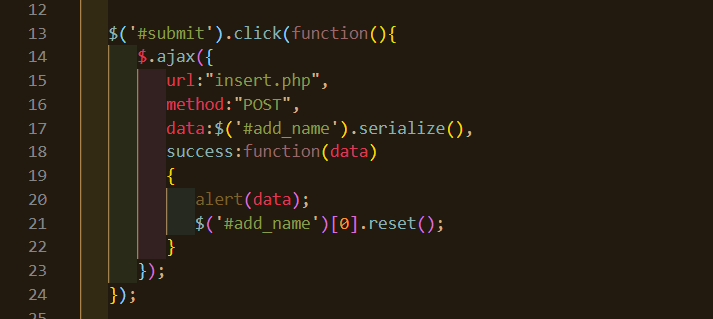 12
13 $('#submit').click(function(){
14 $.ajax({
15 url:"insert.php",
16 method:"POST",
17 data:$('#add_name').serialize(),
18 success:function(data)
19 {
20 alert(data);
21 $('#add_name')[0].reset();
22 }
23 });
24 });
25